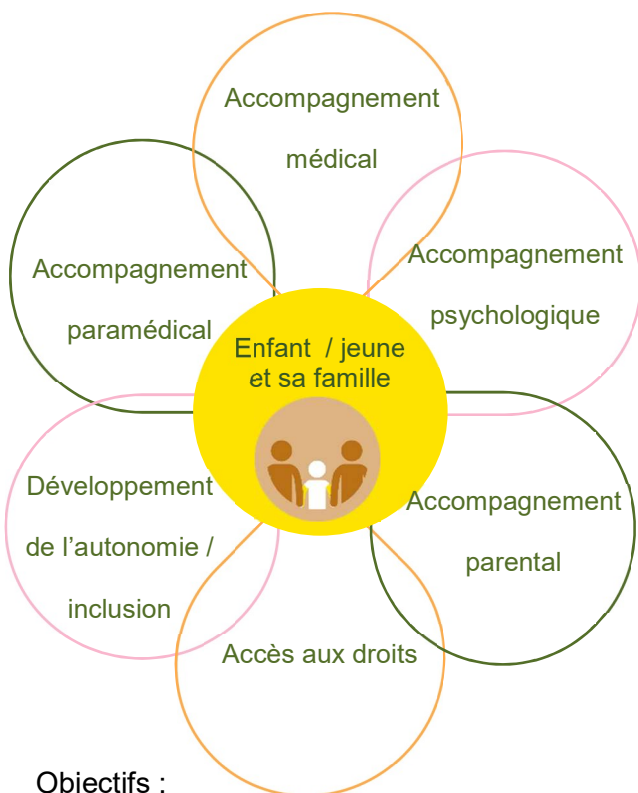 Accompagnement
médical
Accompagnement
psychologique
Accompagnement
paramédical
Enfant / jeune
et sa famille
Développement
de l'autonomie /
inclusion
Accompagnement
parental
Accès aux droits
Objectifs :